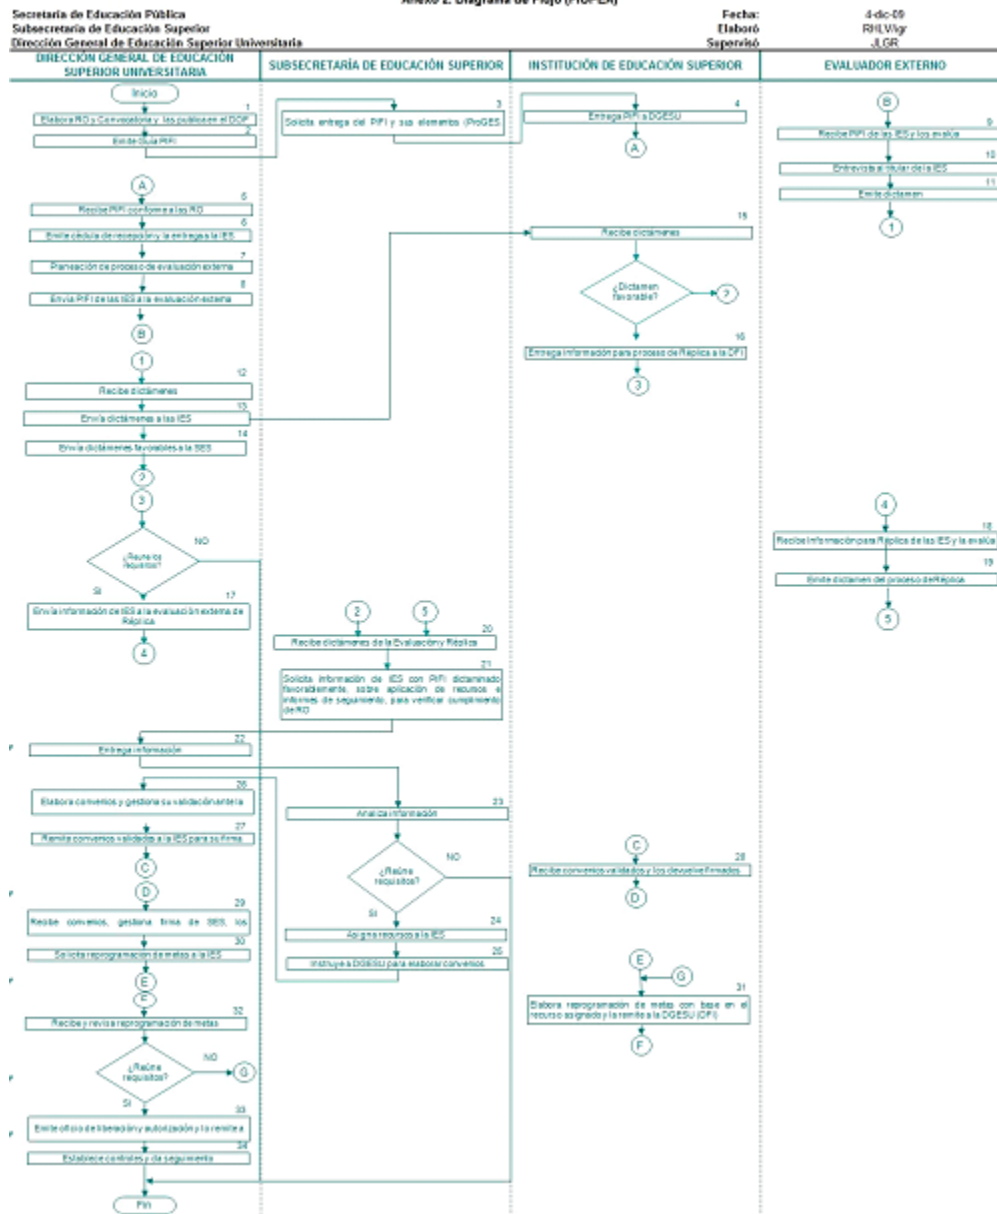 Anexo 2. Diagrama de Flujo (PROFEX)
Secretaría de Educación Pública
Fecha:
4-dic-09
Subsecretaría de Educación Superior
Elaboró
RHLV/igr
Dirección General de Educación Superior Universitaria
Supervisó
JLGR
DIRECCIÓN GENERAL DE EDUCACIÓN
SUPERIOR UNIVERSITARIA
SUBSECRETARÍA DE EDUCACIÓN SUPERIOR
INSTITUCIÓN DE EDUCACIÓN SUPERIOR
EVALUADOR EXTERNO
Inicio
1
Elabora RO y Convocatoria y las publica en el DOF
2
Emite Guía PIFI
A
5
Recibe PIFI conforme a las RO
6
Emite cédula de recepción y la entrega a la IES
7
Planeación de proceso de evaluación externa
8
Envía PIFI de las IES a la evaluación externa
B
1
12
Recibe dictámenes
13
Envía dictámenes a las IES
14
Envía dictámenes favorables a la SES
2
3
¿Reúne los
requisitos?
NO
SI
17
Envía información de IES a la evaluación externa de
Réplica
4
22
Entrega información
26
Elabora convenios y gestiona su validación ante la
27
Remite convenios validados a la IES para su firma
C
D
29
Recibe convenios, gestiona firma de SES, los
30
Solicita reprogramación de metas a la IES
E
F
32
Recibe y revisa reprogramación de metas
¿Reúne
requisitos?
NO
G
SI
33
Emite oficio de liberación y autorización y lo remite a
34
Establece controles y da seguimiento
Fin
3
Solicita entrega del PIFI y sus elementos (ProGES
2
5
20
Recibe dictámenes de la Evaluación y Réplica
21
Solicita información de IES con PIFI dictaminado
favorablemente, sobre aplicación de recursos e
informes de seguimiento, para verificar cumplimiento
de RO
23
Analiza información
¿Reúne
requisitos?
NO
SI
24
Asigna recursos a la IES
25
Instruye a DGESU para elaborar convenios
4
Entrega PIFI a DGESU
A
15
Recibe dictámenes
¿Dictamen
favorable?
2
16
Entrega información para proceso de Réplica a la DFI
3
C
28
Recibe convenios validados y los devuelve firmados
D
E
G
31
Elabora reprogramación de metas con base en el
recurso asignado y la remite a la DGESU (DFI)
F
B
9
Recibe PIFI de las IES y los evalúa
10
Entrevista al titular de la IES
11
Emite dictamen
1
4
18
Recibe Información para Réplica de las IES y la evalúa
19
Emite dictamen del proceso de Réplica
5